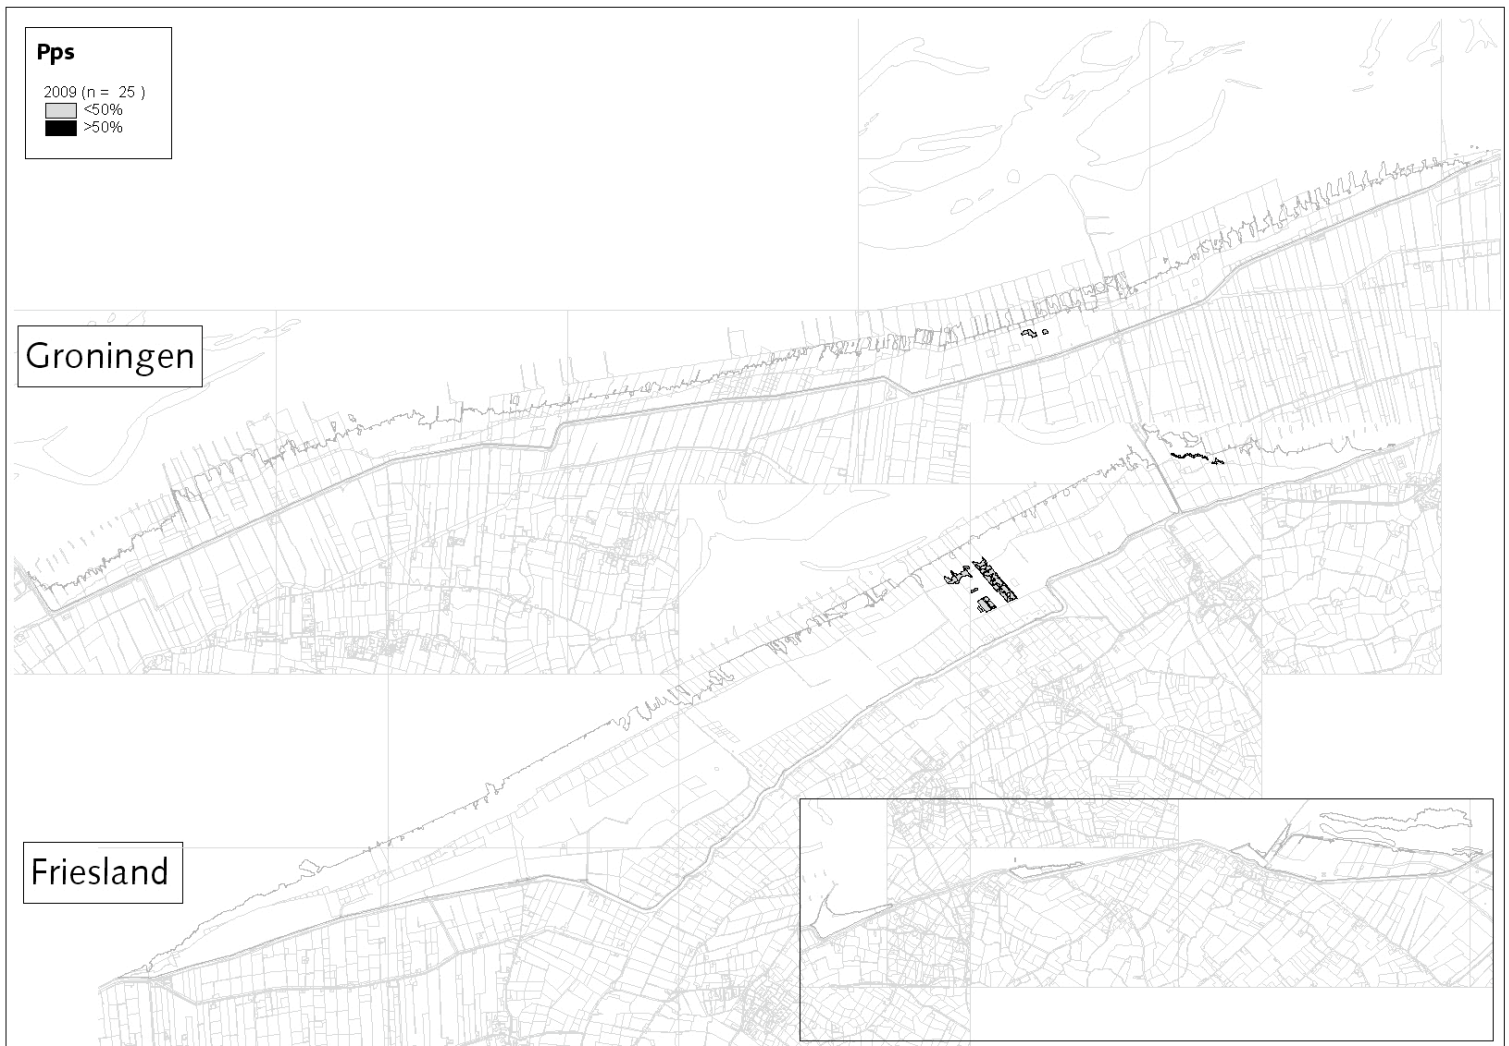 Pps
2009 (n = 25 )
<50%
>50%
Groningen
Friesland